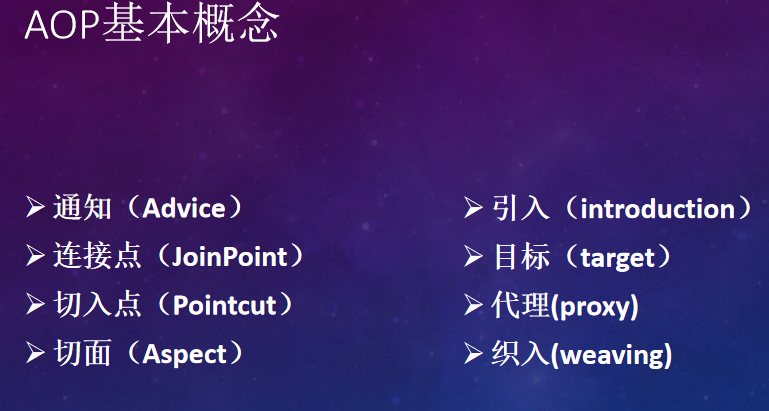 AOP基本概念
➢ 通知（Advice）
➢ 连接点（JoinPoint）
➢ 切入点（Pointcut）
➢ 切面（Aspect）
➢ 引入（introduction）
➢ 目标（target）
➢ 代理(proxy)
➢ 织入(weaving)